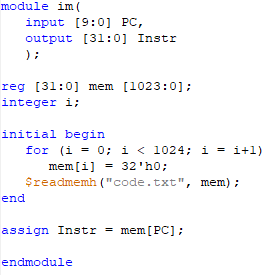 module im(
    input [9:0] PC,
    output [31:0] Instr
    );
reg [31:0] mem [1023:0];
integer i;
initial begin
    for (i = 0; i < 1024; i = i+1)
        mem[i] = 32'h0;
    $readmemh("code.txt", mem);
end
assign Instr = mem[PC];
endmodule